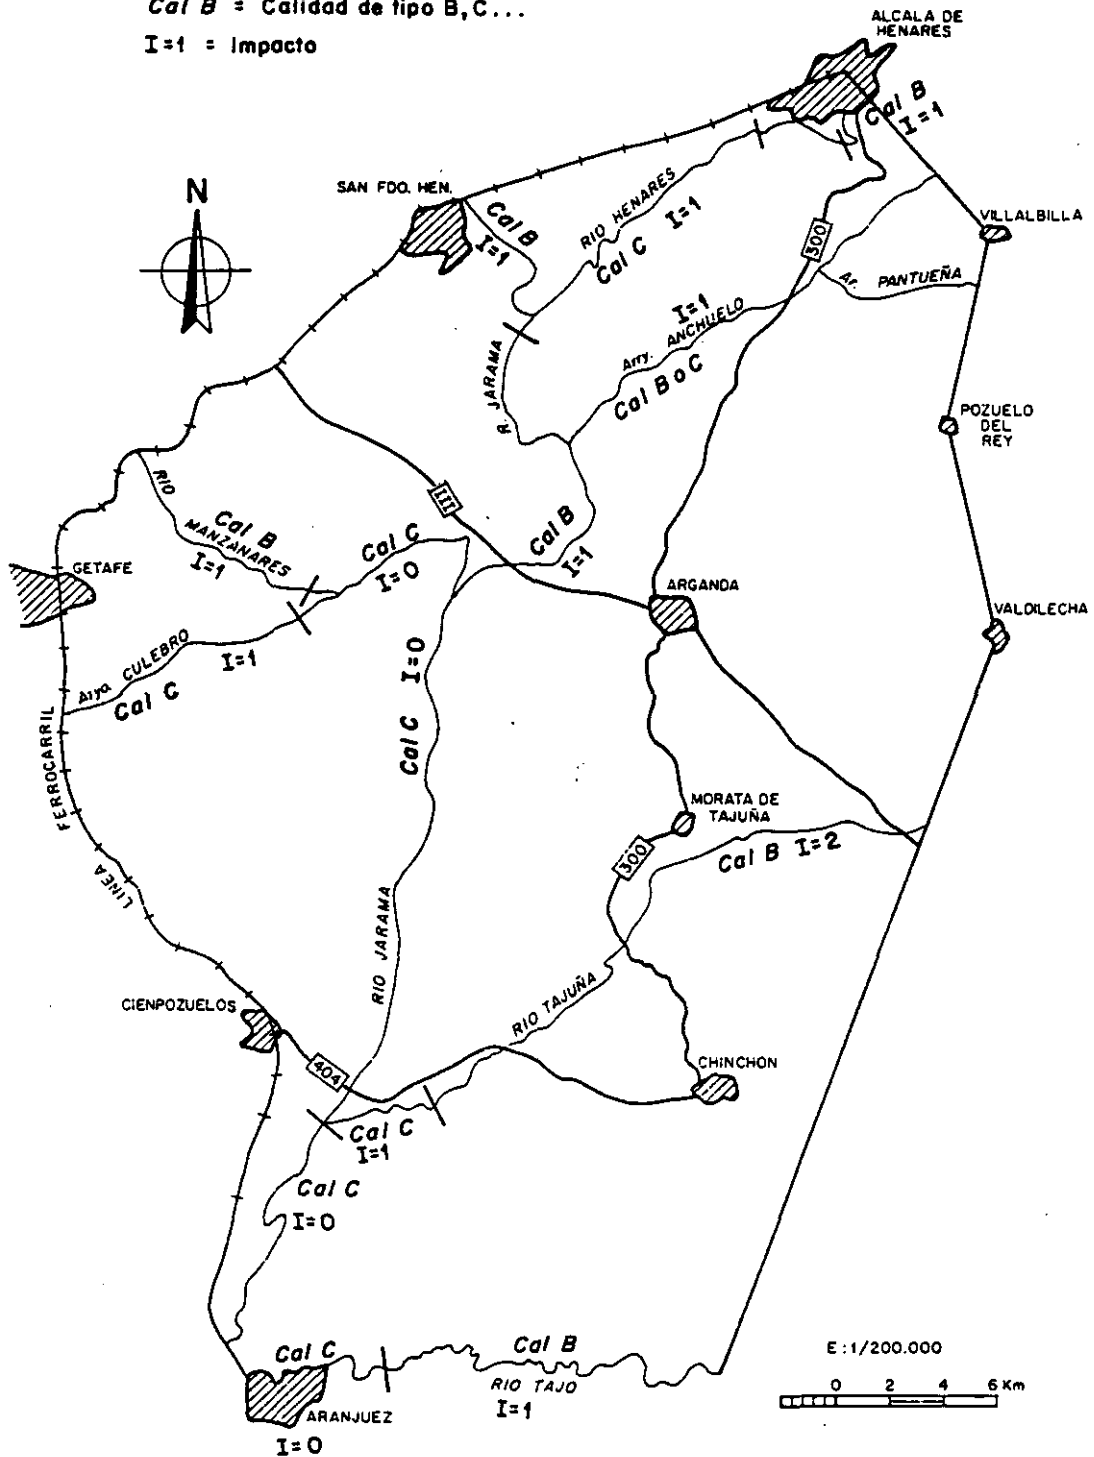 Cal B = Calidad de tipo B, C...
I=1 = Impacto
ALCALA DE
HENARES
Cal B
I=1
N
SAN FDO. HEN.
Cal B
I=1
RIO HENARES
Cal C
I=1
VILLALBILLA
300
Ar. PANTUEÑA
I=1
Arry. ANCHUELO
Cal B o C
R. JARAMA
POZUELO
DEL
REY
RIO
MANZANARES
Cal B
I=1
III
Cal C
I=0
Cal B
I=1
GETAFE
ARGANDA
VALDILECHA
Aryo. CULEBRO
Cal C
I=1
Cal C I=0
LINEA FERROCARRIL
MORATA DE
TAJUÑA
300
Cal B I=2
RIO JARAMA
RIO TAJUÑA
CIENPOZUELOS
404
CHINCHON
Cal C
I=1
Cal C
I=0
Cal C
Cal B
RIO TAJO
I=1
ARANJUEZ
I=0
E:1/200.000
0 2 4 6 Km